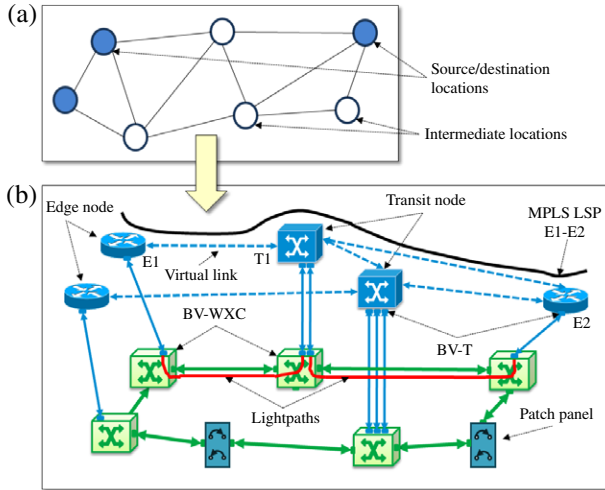 (a)
Source/destination
locations
Intermediate locations
(b)
Edge node
Transit node
MPLS LSP
E1-E2
E1
Virtual link
T1
E2
BV-WXC
BV-T
Lightpaths
Patch panel